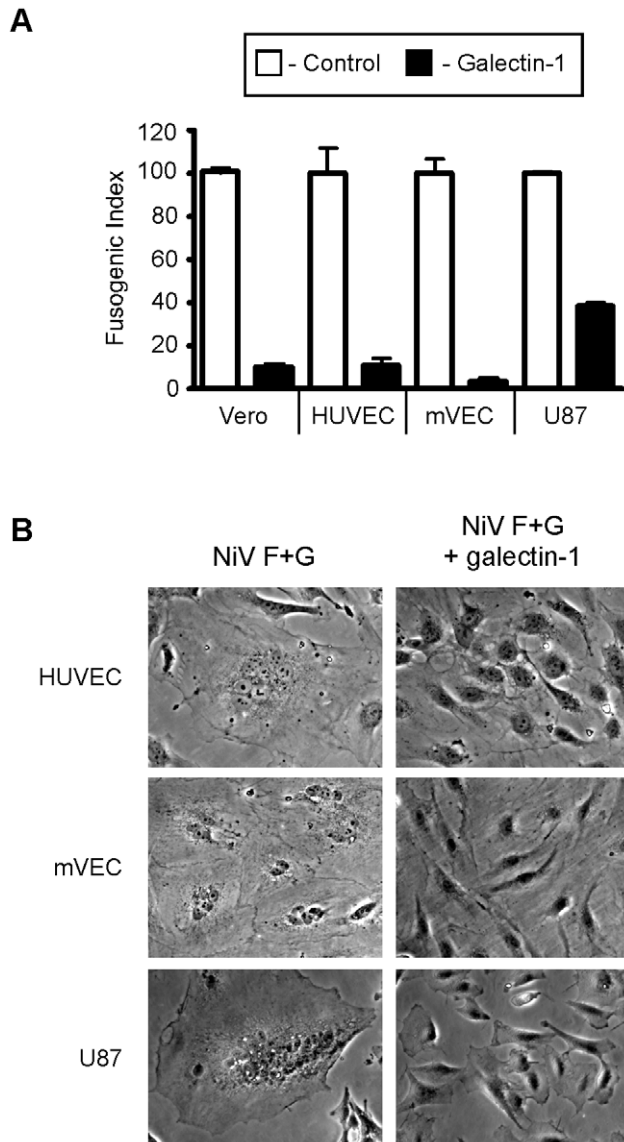 A
- Control - Galectin-1
Fusogenic Index
120
100
80
60
40
20
0
Vero HUVEC mVEC U87
B
NiV F+G
NiV F+G
+ galectin-1
HUVEC
mVEC
U87